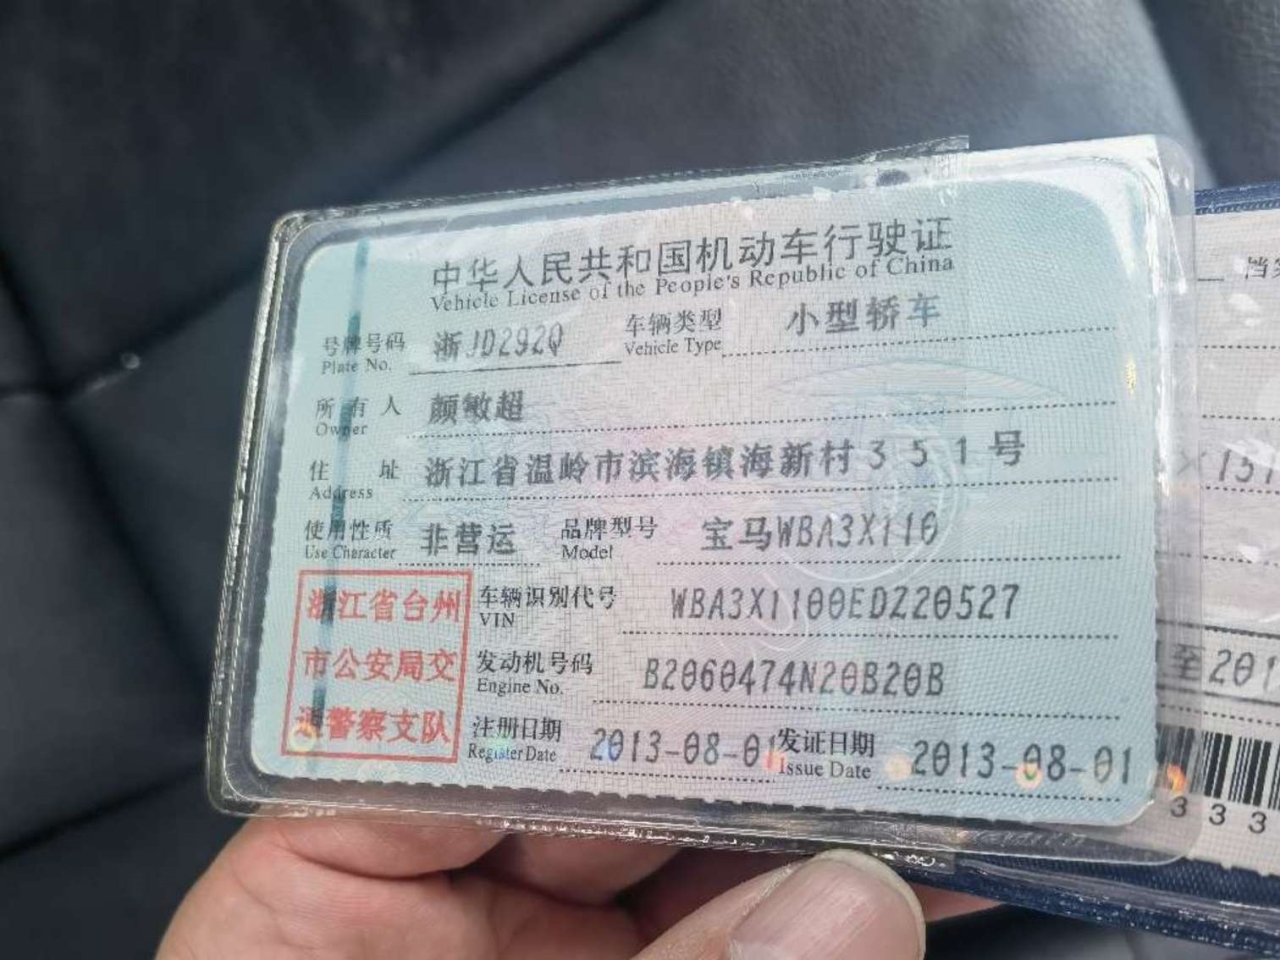 中华人民共和国机动车行驶证
Vehicle License of the People's Republic of China
号牌号码 浙JD292Q 车辆类型 小型轿车
Plate No. Vehicle Type
所有人 颜敏超
Owner
住址 浙江省温岭市滨海镇海新村351号
Address
使用性质 非营运 品牌型号 宝马WBA3X110
Use Character Model
浙江省台州
市公安局交
通警察支队
车辆识别代号 WBA3X1100EDZ20527
VIN
发动机号码 B2060474N20B20B
Engine No.
注册日期 2013-08-01 发证日期 2013-08-01
Register Date Issue Date
×151
至201
333